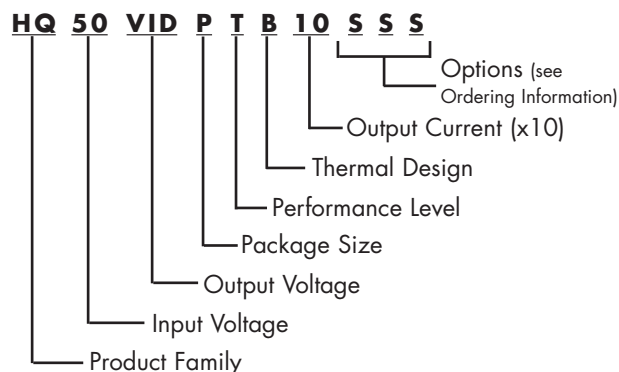 HQ 50 VID P T B 10 S S S
Options (see
Ordering Information)
Output Current (x10)
Thermal Design
Performance Level
Package Size
Output Voltage
Input Voltage
Product Family